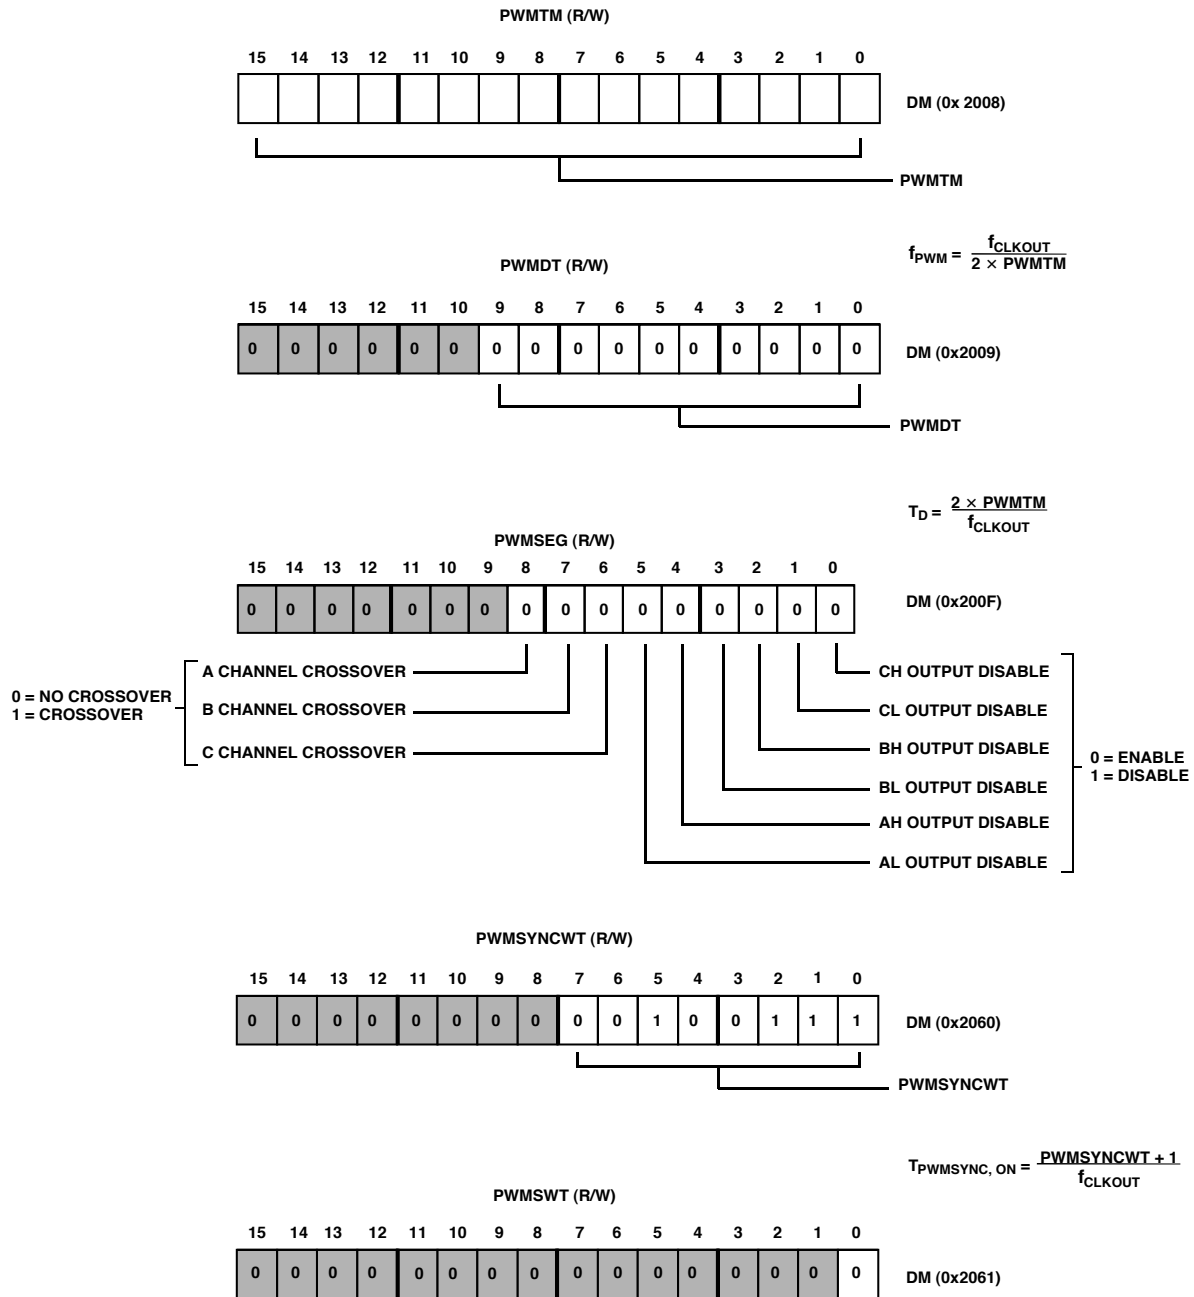 PWMTM (R/W)
15 14 13 12 11 10 9 8 7 6 5 4 3 2 1 0
DM (0x 2008)
PWMTM
fPWM = fCLKOUT / 2 × PWMTM
PWMDT (R/W)
15 14 13 12 11 10 9 8 7 6 5 4 3 2 1 0
0 0 0 0 0 0 0 0 0 0 0 0 0 0 0 0
DM (0x2009)
PWMDT
TD = 2 × PWMTM / fCLKOUT
PWMSEG (R/W)
15 14 13 12 11 10 9 8 7 6 5 4 3 2 1 0
0 0 0 0 0 0 0 0 0 0 0 0 0 0 0 0
DM (0x200F)
0 = NO CROSSOVER
1 = CROSSOVER
A CHANNEL CROSSOVER
B CHANNEL CROSSOVER
C CHANNEL CROSSOVER
CH OUTPUT DISABLE
CL OUTPUT DISABLE
BH OUTPUT DISABLE
BL OUTPUT DISABLE
AH OUTPUT DISABLE
AL OUTPUT DISABLE
0 = ENABLE
1 = DISABLE
PWMSYNCWT (R/W)
15 14 13 12 11 10 9 8 7 6 5 4 3 2 1 0
0 0 0 0 0 0 0 0 0 0 1 0 0 1 1 1
DM (0x2060)
PWMSYNCWT
TPWMSYNC, ON = PWMSYNCWT + 1 / fCLKOUT
PWMSWT (R/W)
15 14 13 12 11 10 9 8 7 6 5 4 3 2 1 0
0 0 0 0 0 0 0 0 0 0 0 0 0 0 0 0
DM (0x2061)